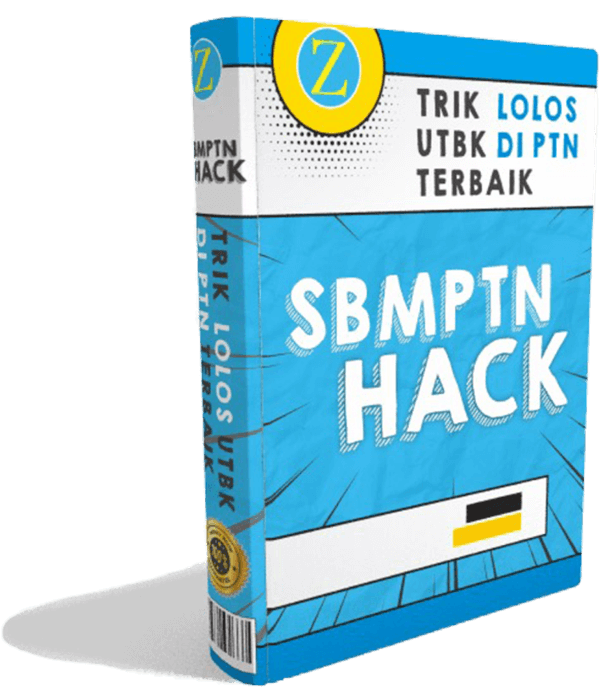 Z
TRIK LOLOS
UTBK DI PTN
TERBAIK
SBMPTN
HACK
Z
SBMPTN
HACK
TRIK LOLOS UTBK
DI PTN TERBAIK